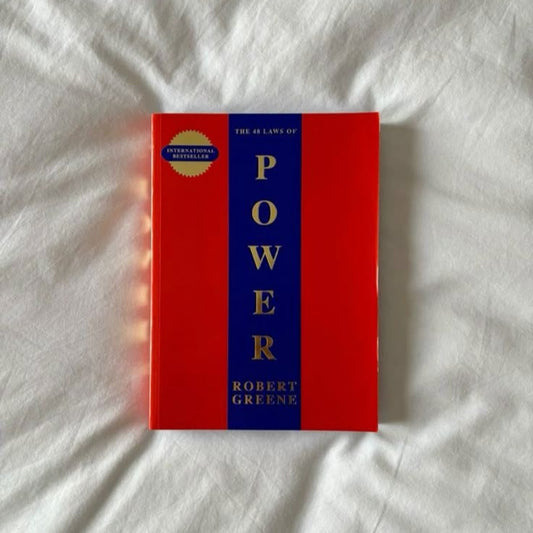 INTERNATIONAL
BESTSELLER
THE 48 LAWS OF
P
O
W
E
R
ROBERT
GREENE